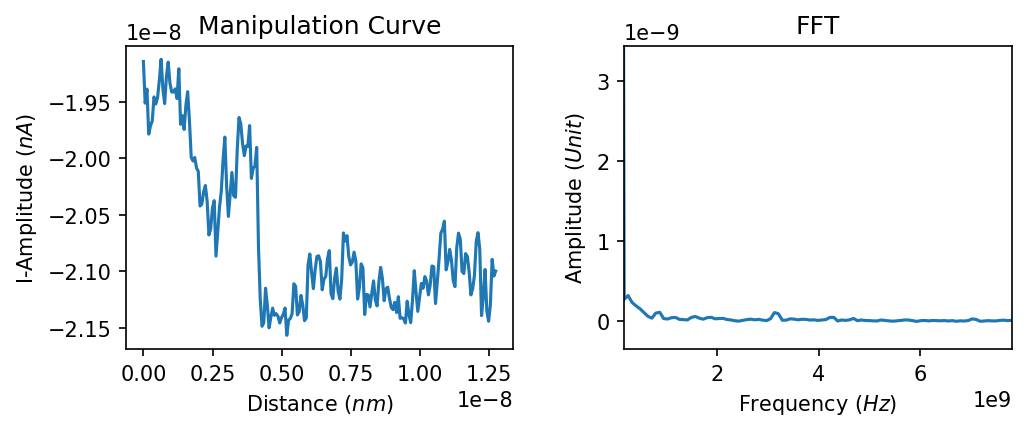 Manipulation Curve
1e−8
I-Amplitude (nA)
−1.95
−2.00
−2.05
−2.10
−2.15
0.00 0.25 0.50 0.75 1.00 1.25
Distance (nm)
1e−8
FFT
1e−9
Amplitude (Unit)
3
2
1
0
2 4 6
Frequency (Hz)
1e9